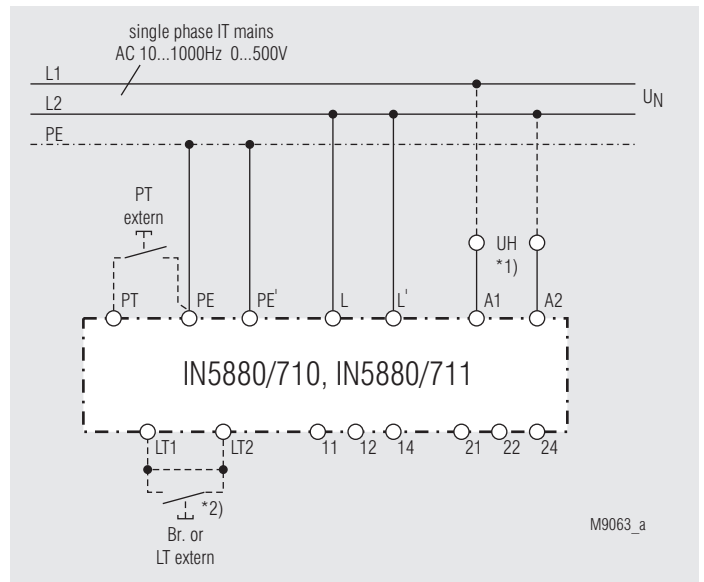 single phase IT mains
AC 10...1000Hz 0...500V
L1
UN
L2
PE
PT
extern
UH
*1)
PT PE PE' L L' A1 A2
IN5880/710, IN5880/711
LT1 LT2 11 12 14 21 22 24
*2)
Br. or
LT extern
M9063_a